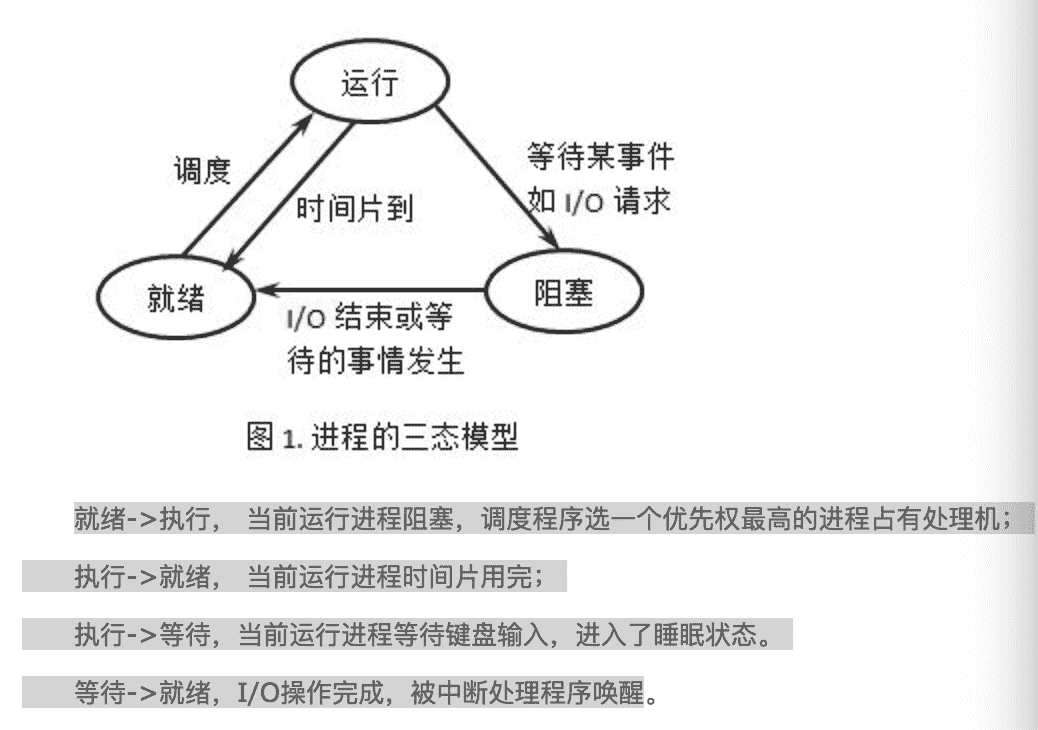 运行
调度
时间片到
等待某事件
如 I/O 请求
就绪
阻塞
I/O 结束或等
待的事情发生
图 1. 进程的三态模型
就绪->执行， 当前运行进程阻塞，调度程序选一个优先权最高的进程占有处理机；
执行->就绪， 当前运行进程时间片用完；
执行->等待，当前运行进程等待键盘输入，进入了睡眠状态。
等待->就绪，I/O操作完成，被中断处理程序唤醒。